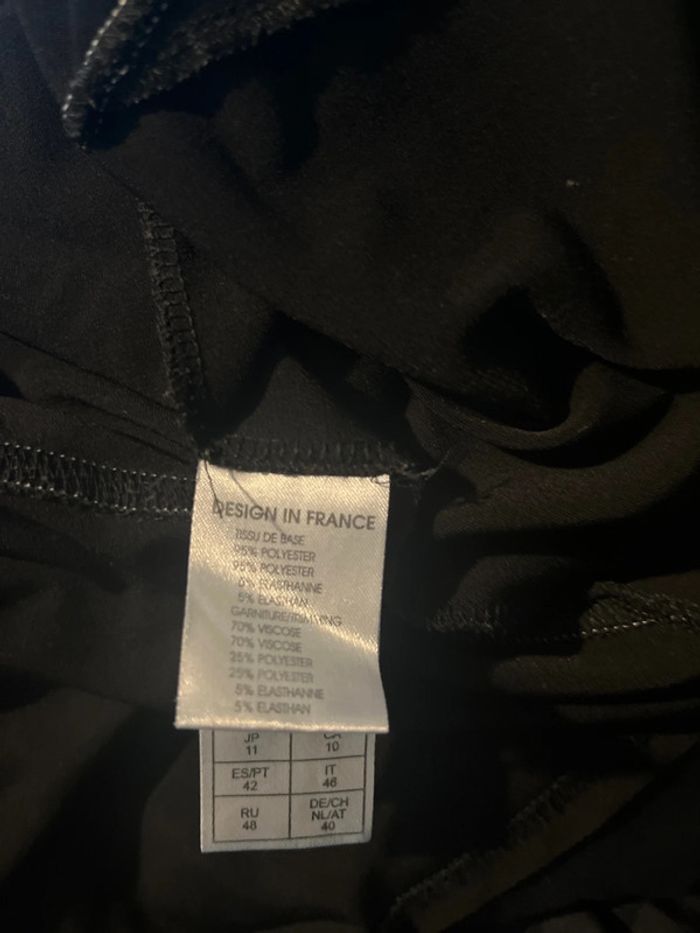 DESIGN IN FRANCE
TISSU DE BASE
95% POLYESTER
95% POLYESTER
5% ELASTHANNE
5% ELASTHAN
GARNITURE/TRIMMING
70% VISCOSE
70% VISCOSE
25% POLYESTER
25% POLYESTER
5% ELASTHANNE
5% ELASTHAN
JP CA
11 10
ES/PT IT
42 46
RU DE/CH NL/AT
48 40